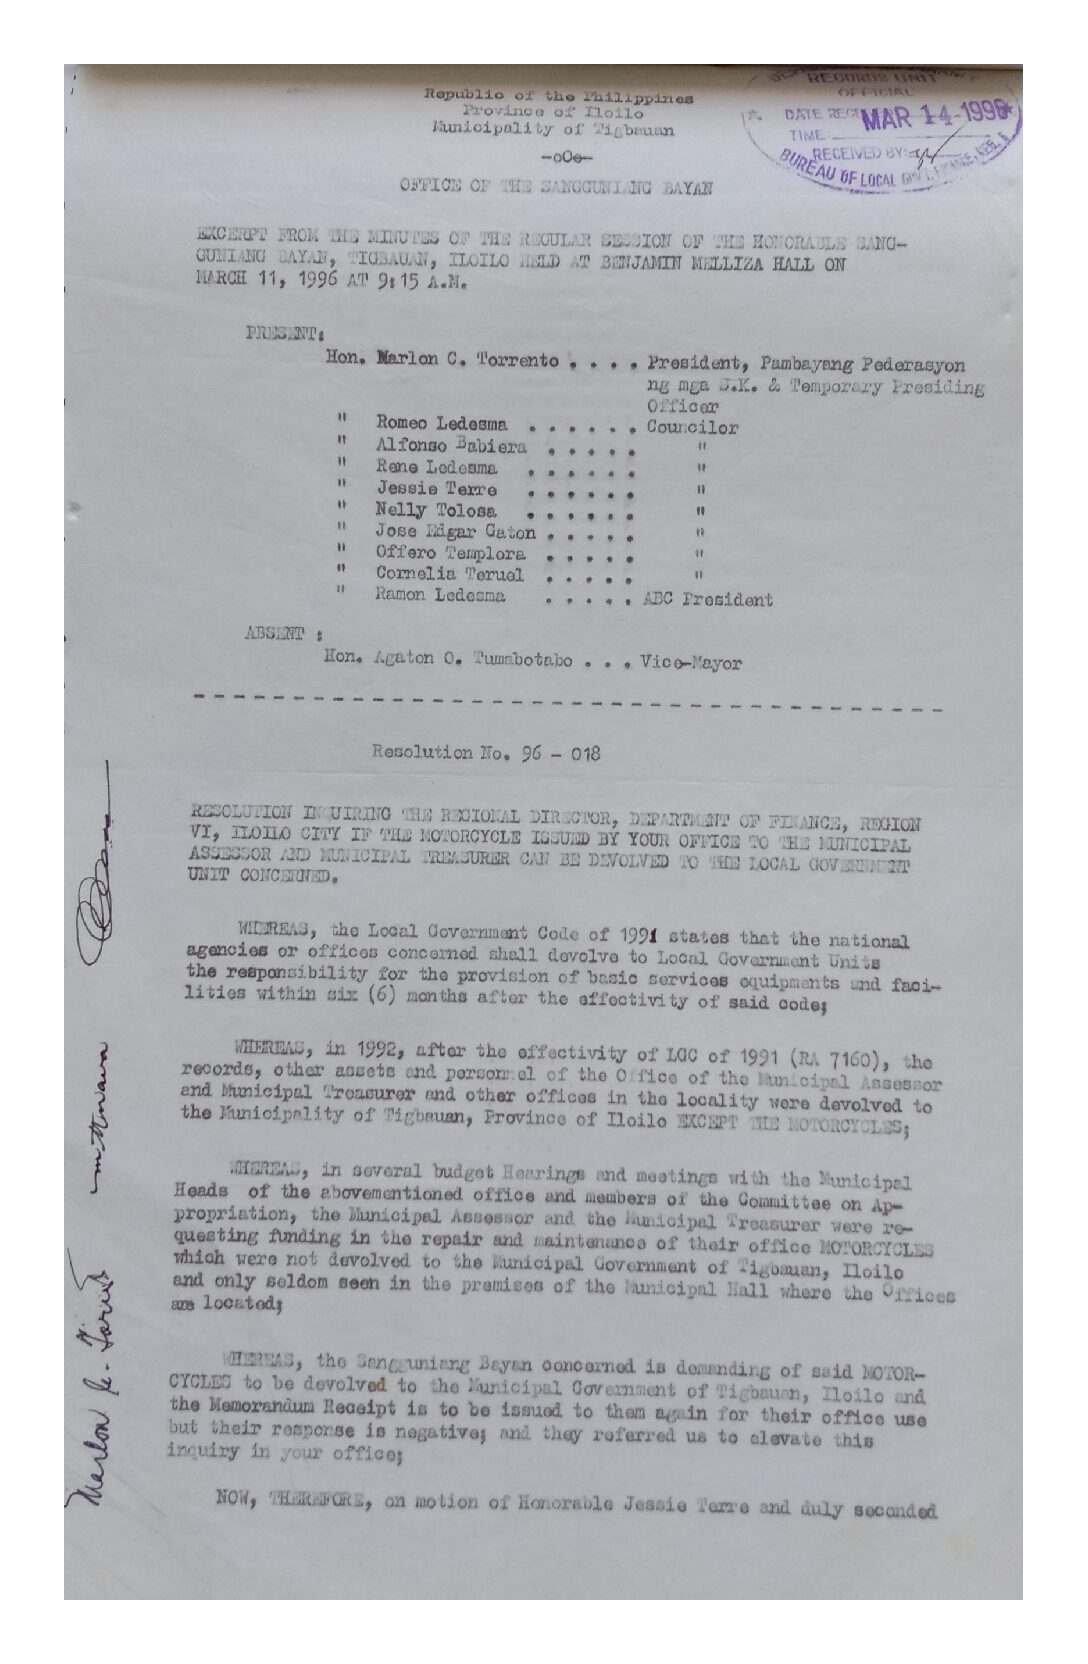 RECORDS UNIT
OFFICIAL
DATE REC MAR 14 1996
TIME
RECEIVED BY:
BUREAU OF LOCAL GOV'T. FINANCE, REG. 6
Republic of the Philippines
Province of Iloilo
Municipality of Tigbauan
-oOo-
OFFICE OF THE SANGGUNIANG BAYAN
EXCERPT FROM THE MINUTES OF THE REGULAR SESSION OF THE HONORABLE SANG-
GUNIANG BAYAN, TIGBAUAN, ILOILO HELD AT BENJAMIN MELLIZA HALL ON
MARCH 11, 1996 AT 9:15 A.M.
PRESENT:
Hon. Marlon C. Torrento . . . . President, Pambayang Pederasyon
ng mga S.K. & Temporary Presiding
Officer
" Romeo Ledesma . . . . . . Councilor
" Alfonso Babiera . . . . . "
" Rene Ledesma . . . . . . "
" Jessie Terre . . . . . . "
" Nelly Tolosa . . . . . . "
" Jose Edgar Gaton . . . . . "
" Offero Templora . . . . . "
" Cornelia Teruel . . . . . "
" Ramon Ledesma . . . . . ABC President
ABSENT :
Hon. Agaton O. Tumabotabo . . . Vice-Mayor
Resolution No. 96 - 018
RESOLUTION INQUIRING THE REGIONAL DIRECTOR, DEPARTMENT OF FINANCE, REGION
VI, ILOILO CITY IF THE MOTORCYCLE ISSUED BY YOUR OFFICE TO THE MUNICIPAL
ASSESSOR AND MUNICIPAL TREASURER CAN BE DEVOLVED TO THE LOCAL GOVERNMENT
UNIT CONCERNED.
WHEREAS, the Local Government Code of 1991 states that the national
agencies or offices concerned shall devolve to Local Government Units
the responsibility for the provision of basic services equipments and faci-
lities within six (6) months after the effectivity of said code;
WHEREAS, in 1992, after the effectivity of LGC of 1991 (RA 7160), the
records, other assets and personnel of the Office of the Municipal Assessor
and Municipal Treasurer and other offices in the locality were devolved to
the Municipality of Tigbauan, Province of Iloilo EXCEPT THE MOTORCYCLES;
WHEREAS, in several budget Hearings and meetings with the Municipal
Heads of the abovementioned office and members of the Committee on Ap-
propriation, the Municipal Assessor and the Municipal Treasurer were re-
questing funding in the repair and maintenance of their office MOTORCYCLES
which were not devolved to the Municipal Government of Tigbauan, Iloilo
and only seldom seen in the premises of the Municipal Hall where the Offices
are located;
WHEREAS, the Sangguniang Bayan concerned is demanding of said MOTOR-
CYCLES to be devolved to the Municipal Government of Tigbauan, Iloilo and
the Memorandum Receipt is to be issued to them again for their office use
but their response is negative; and they referred us to elevate this
inquiry in your office;
NOW, THEREFORE, on motion of Honorable Jessie Terre and duly seconded